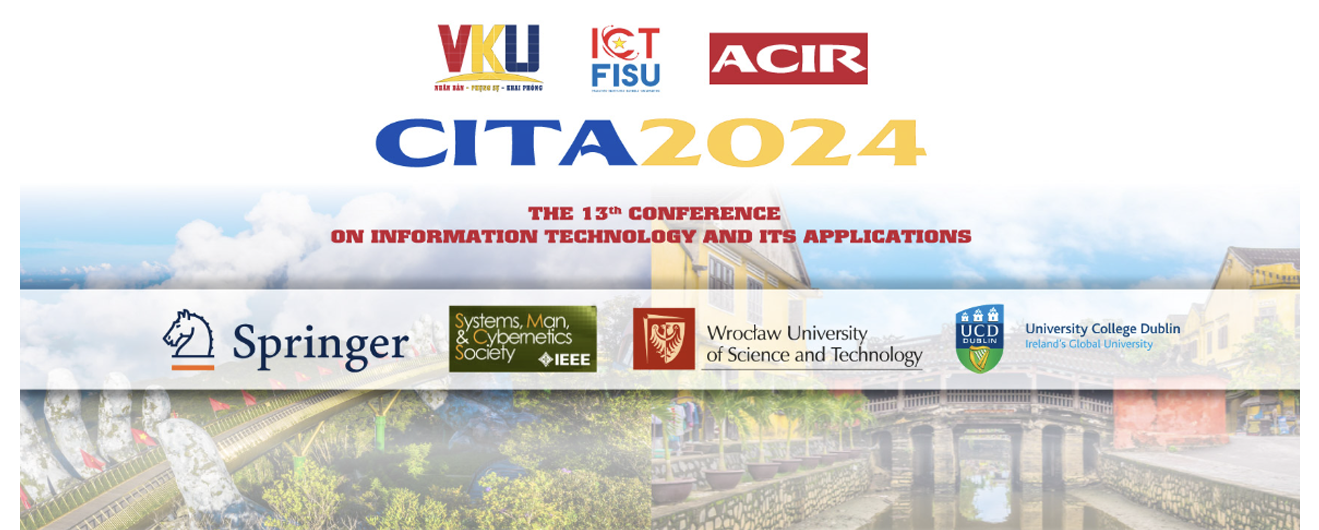 VKU
NHÂN BẢN - PHỤNG SỰ - KHAI PHÓNG
ICT
FISU
ACIR
CITA2024
THE 13th CONFERENCE
ON INFORMATION TECHNOLOGY AND ITS APPLICATIONS
Springer
Systems, Man,
& Cybernetics
Society
IEEE
Wrocław University
of Science and Technology
UCD
DUBLIN
University College Dublin
Ireland's Global University